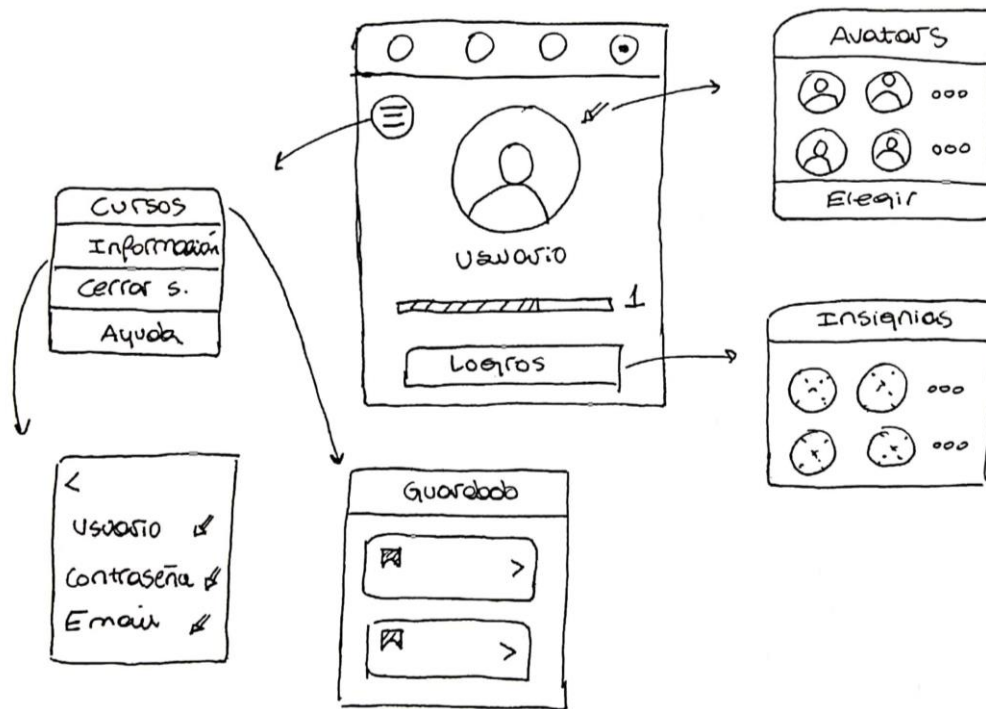 Avatars
Elegir
Cursos
Información
Cerrar s.
Ayuda
Usuario
1
Logros
Insignias
<
Usuario
Contraseña
Email
Guardado
>
>